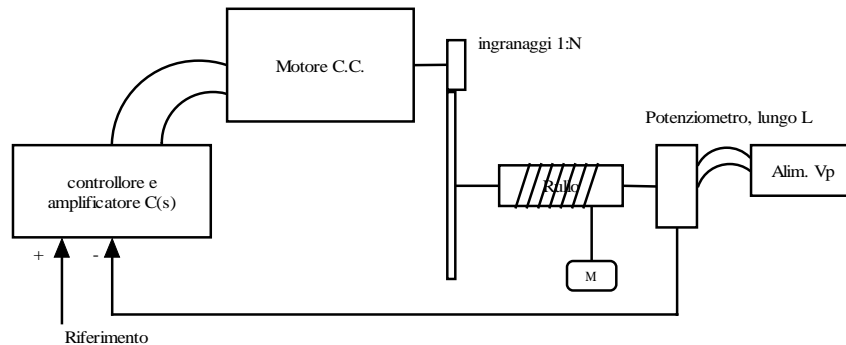 ingranaggi 1:N
Motore C.C.
Potenziometro, lungo L
controllore e
amplificatore C(s)
Rullo
Alim. Vp
+
-
M
Riferimento